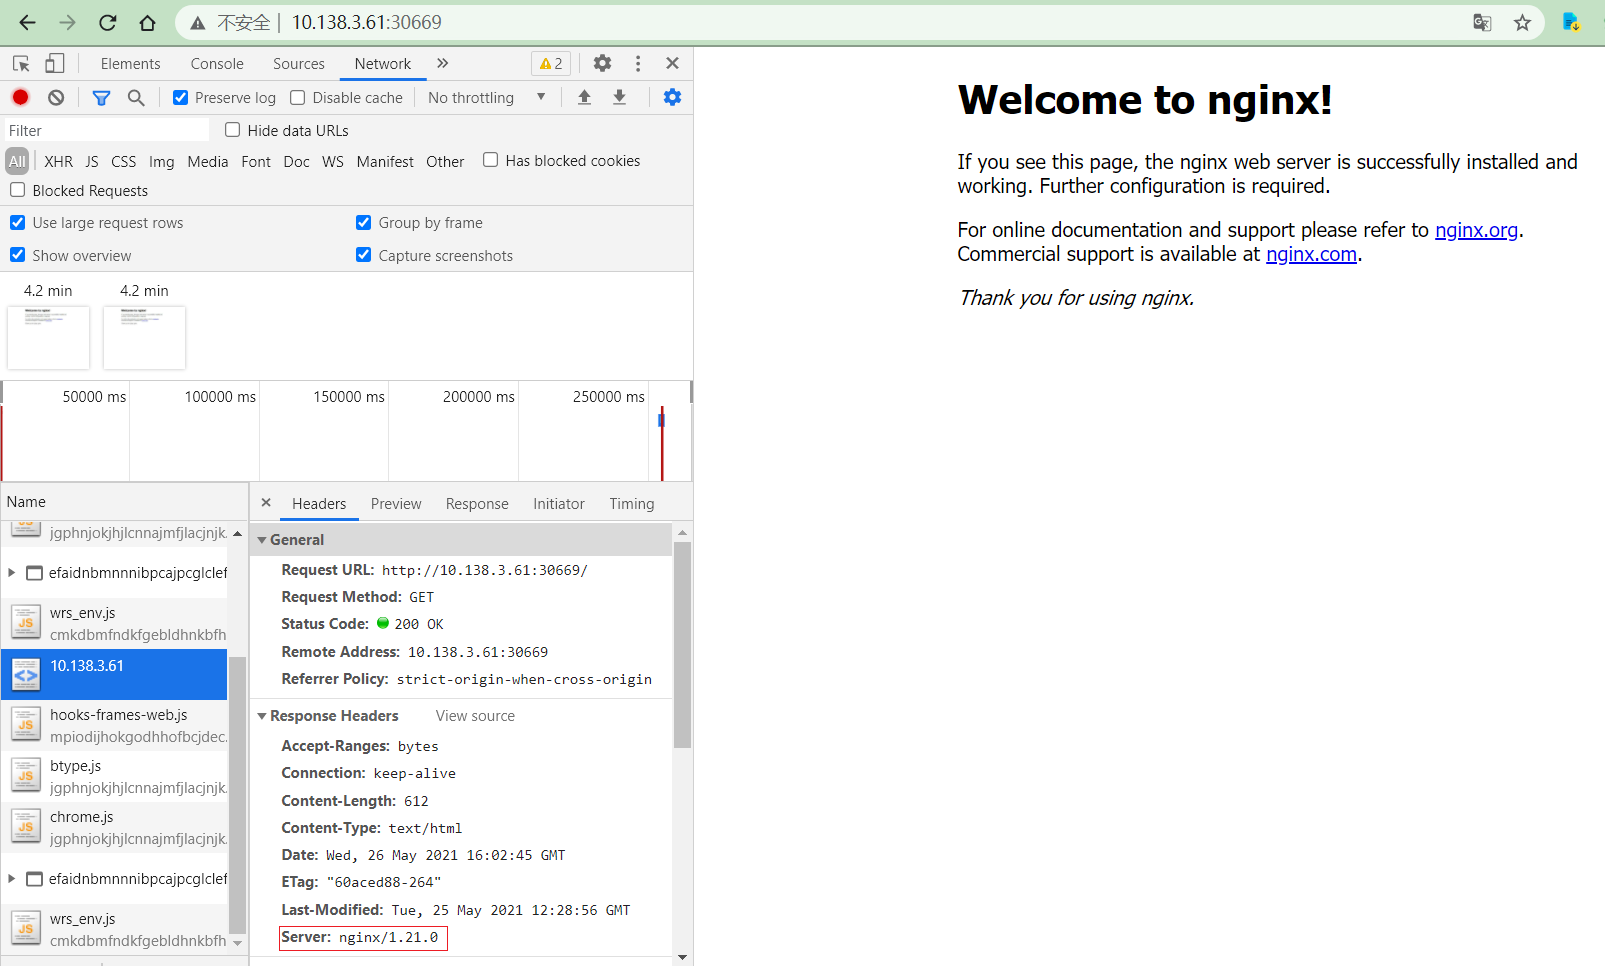 不安全 | 10.138.3.61:30669
Elements Console Sources Network » 2
Preserve log Disable cache No throttling
Filter Hide data URLs
All XHR JS CSS Img Media Font Doc WS Manifest Other Has blocked cookies
Blocked Requests
Use large request rows Group by frame
Show overview Capture screenshots
4.2 min 4.2 min
50000 ms 100000 ms 150000 ms 200000 ms 250000 ms
Name
jgphnjokjhjlcnnajmfjlacjnjk
efaidnbmnnnibpcajpcglclef
wrs_env.js
cmkdbmfndkfgebldhnkbfh
10.138.3.61
hooks-frames-web.js
mpiodijhokgodhhofbcjdec
btype.js
jgphnjokjhjlcnnajmfjlacjnjk
chrome.js
jgphnjokjhjlcnnajmfjlacjnjk
efaidnbmnnnibpcajpcglclef
wrs_env.js
cmkdbmfndkfgebldhnkbfh
Headers Preview Response Initiator Timing
General
Request URL: http://10.138.3.61:30669/
Request Method: GET
Status Code: 200 OK
Remote Address: 10.138.3.61:30669
Referrer Policy: strict-origin-when-cross-origin
Response Headers View source
Accept-Ranges: bytes
Connection: keep-alive
Content-Length: 612
Content-Type: text/html
Date: Wed, 26 May 2021 16:02:45 GMT
ETag: "60aced88-264"
Last-Modified: Tue, 25 May 2021 12:28:56 GMT
Server: nginx/1.21.0
Welcome to nginx!
If you see this page, the nginx web server is successfully installed and
working. Further configuration is required.
For online documentation and support please refer to nginx.org.
Commercial support is available at nginx.com.
Thank you for using nginx.